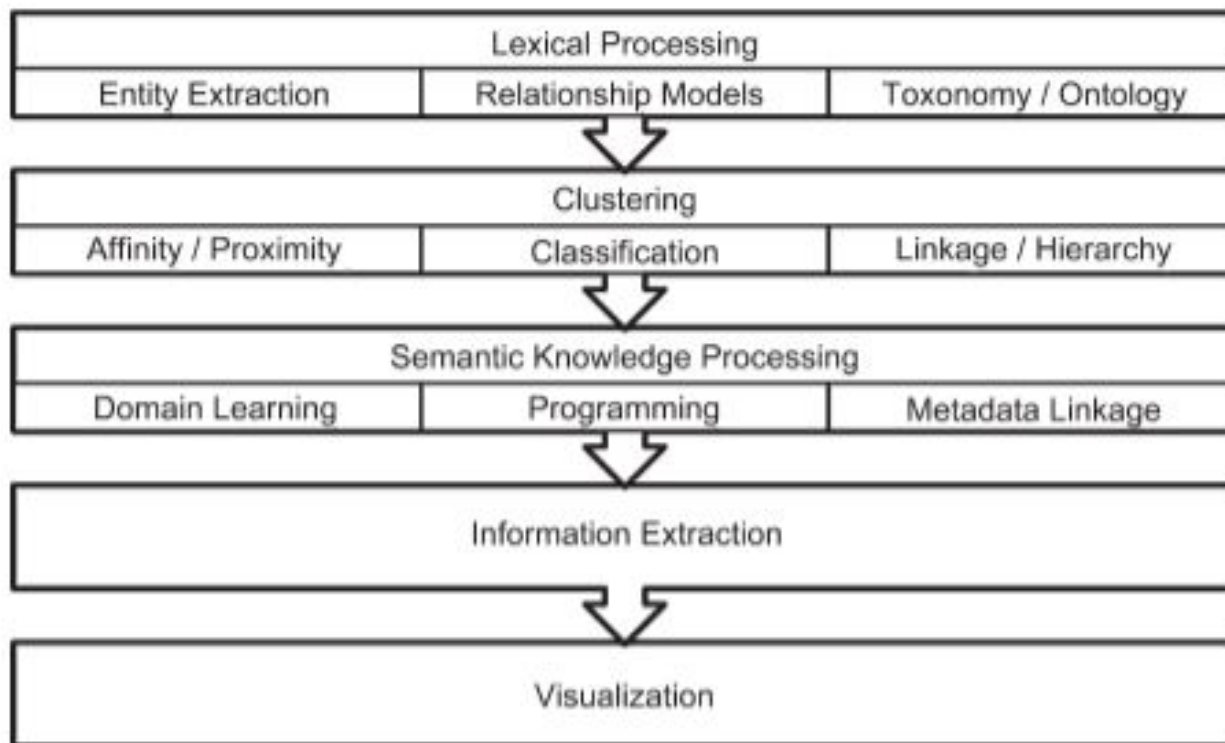 Lexical Processing
Entity Extraction Relationship Models Toxonomy / Ontology
Clustering
Affinity / Proximity Classification Linkage / Hierarchy
Semantic Knowledge Processing
Domain Learning Programming Metadata Linkage
Information Extraction
Visualization